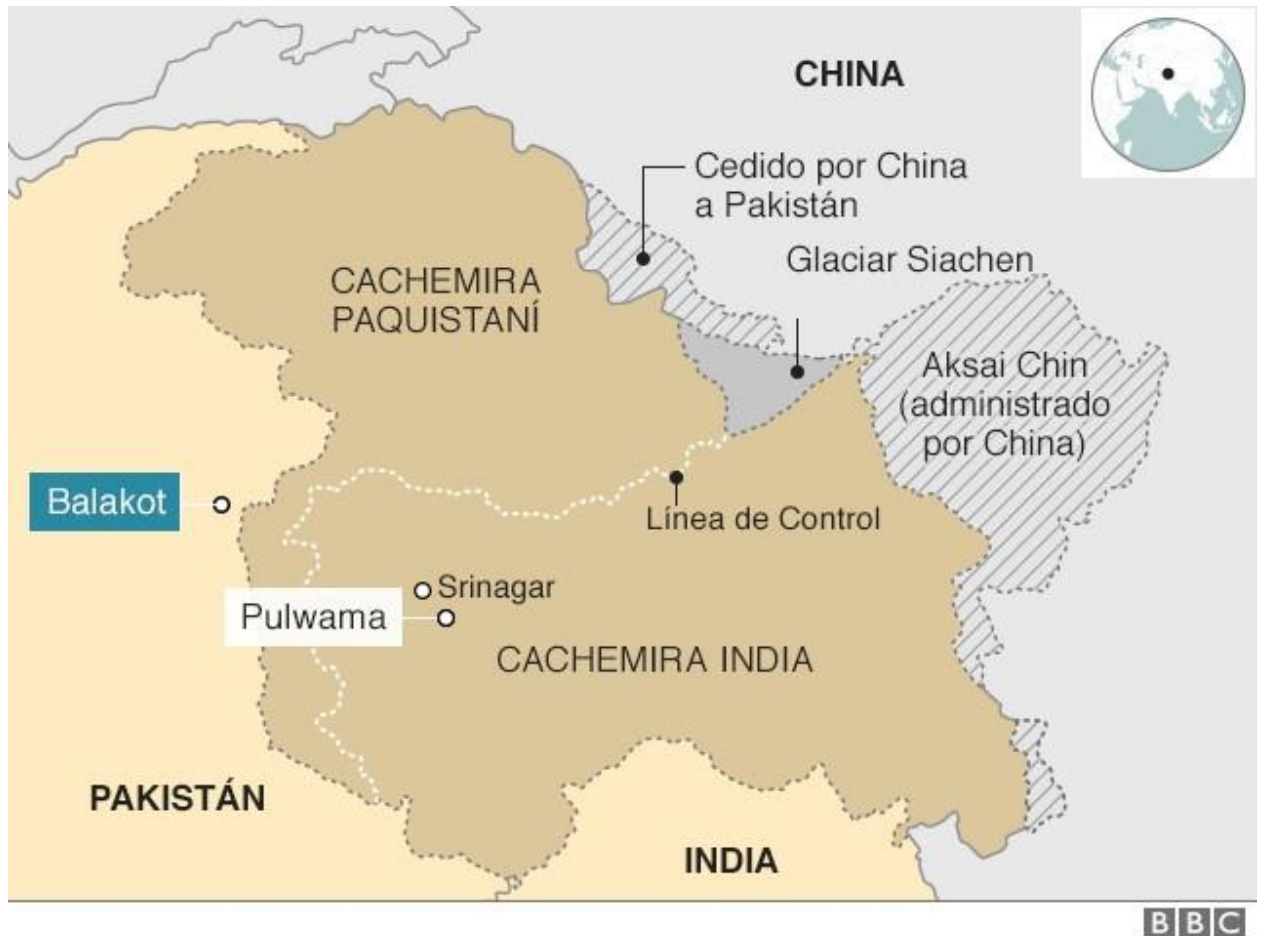 CHINA
Cedido por China
a Pakistán
Glaciar Siachen
CACHEMIRA
PAQUISTANÍ
Aksai Chin
(administrado
por China)
Balakot
Línea de Control
Srinagar
Pulwama
CACHEMIRA INDIA
PAKISTÁN
INDIA
BBC